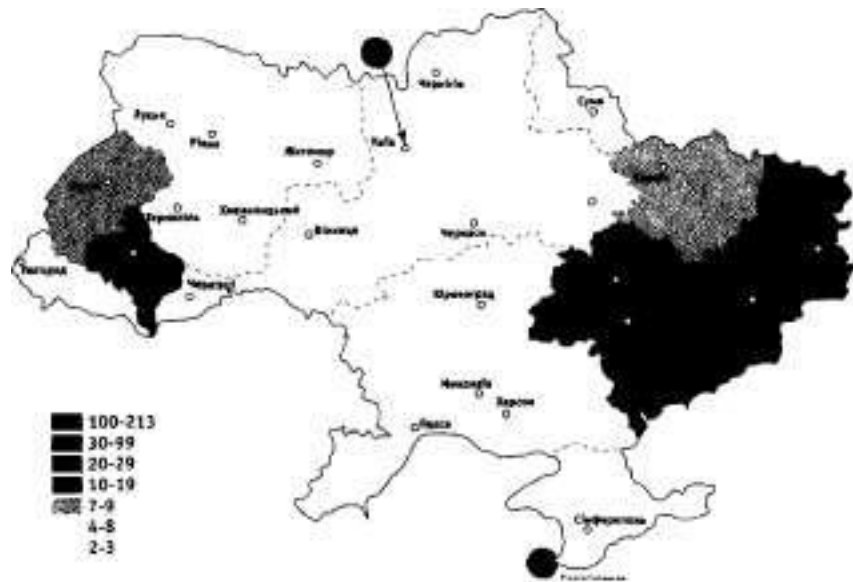 Чернігів
Суми
Луцьк
Рівне
Житомир
Київ
Тернопіль
Хмельницький
Вінниця
Черкаси
Ужгород
Чернівці
Кіровоград
Миколаїв
Херсон
Одеса
Сімферополь
100-213
30-99
20-29
10-19
7-9
4-8
2-3